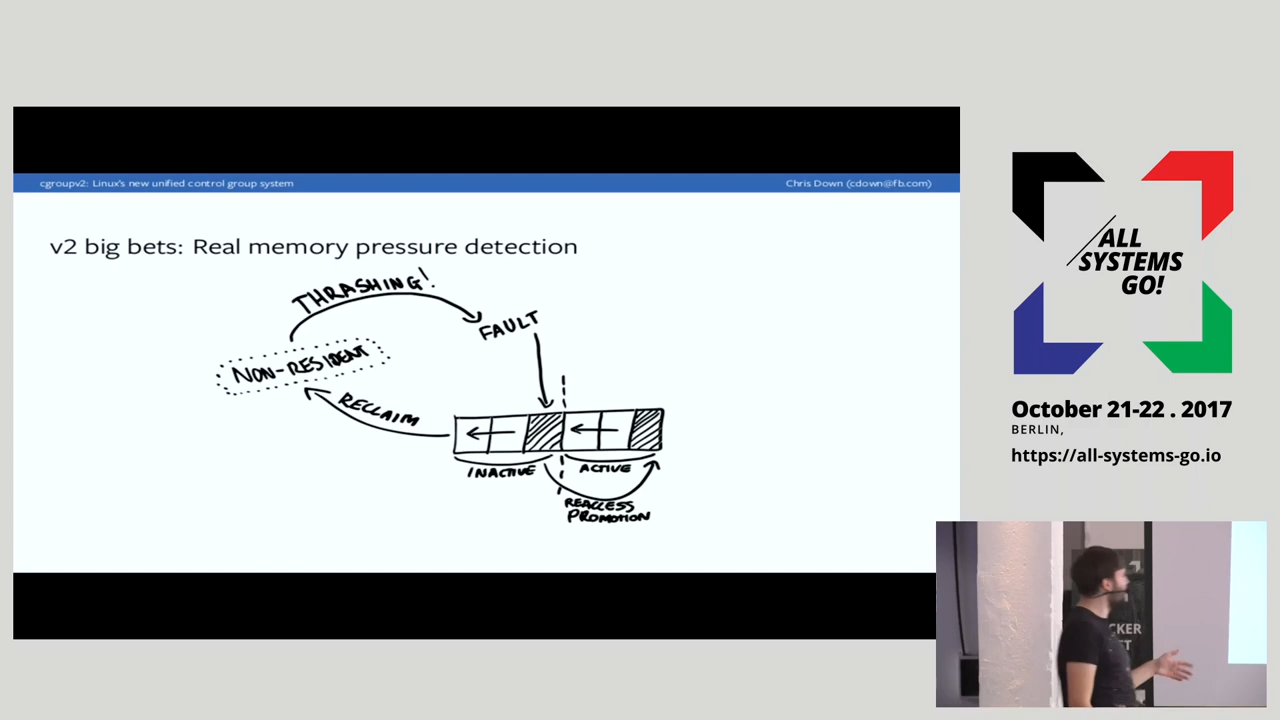 cgroupv2: Linux's new unified control group system
Chris Down (cdown@fb.com)
v2 big bets: Real memory pressure detection
THRASHING!
FAULT
NON-RESIDENT
RECLAIM
INACTIVE
ACTIVE
REACCESS
PROMOTION
ALL
SYSTEMS
GO!
October 21-22 . 2017
BERLIN,
https://all-systems-go.io
CKER